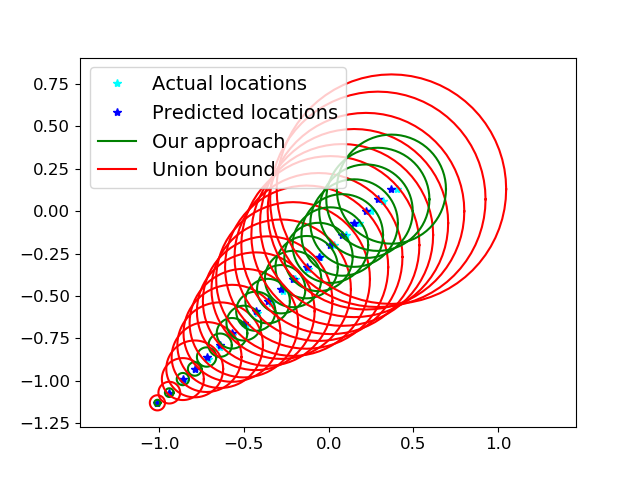 Actual locations
Predicted locations
Our approach
Union bound
0.75
0.50
0.25
0.00
−0.25
−0.50
−0.75
−1.00
−1.25
−1.0 −0.5 0.0 0.5 1.0